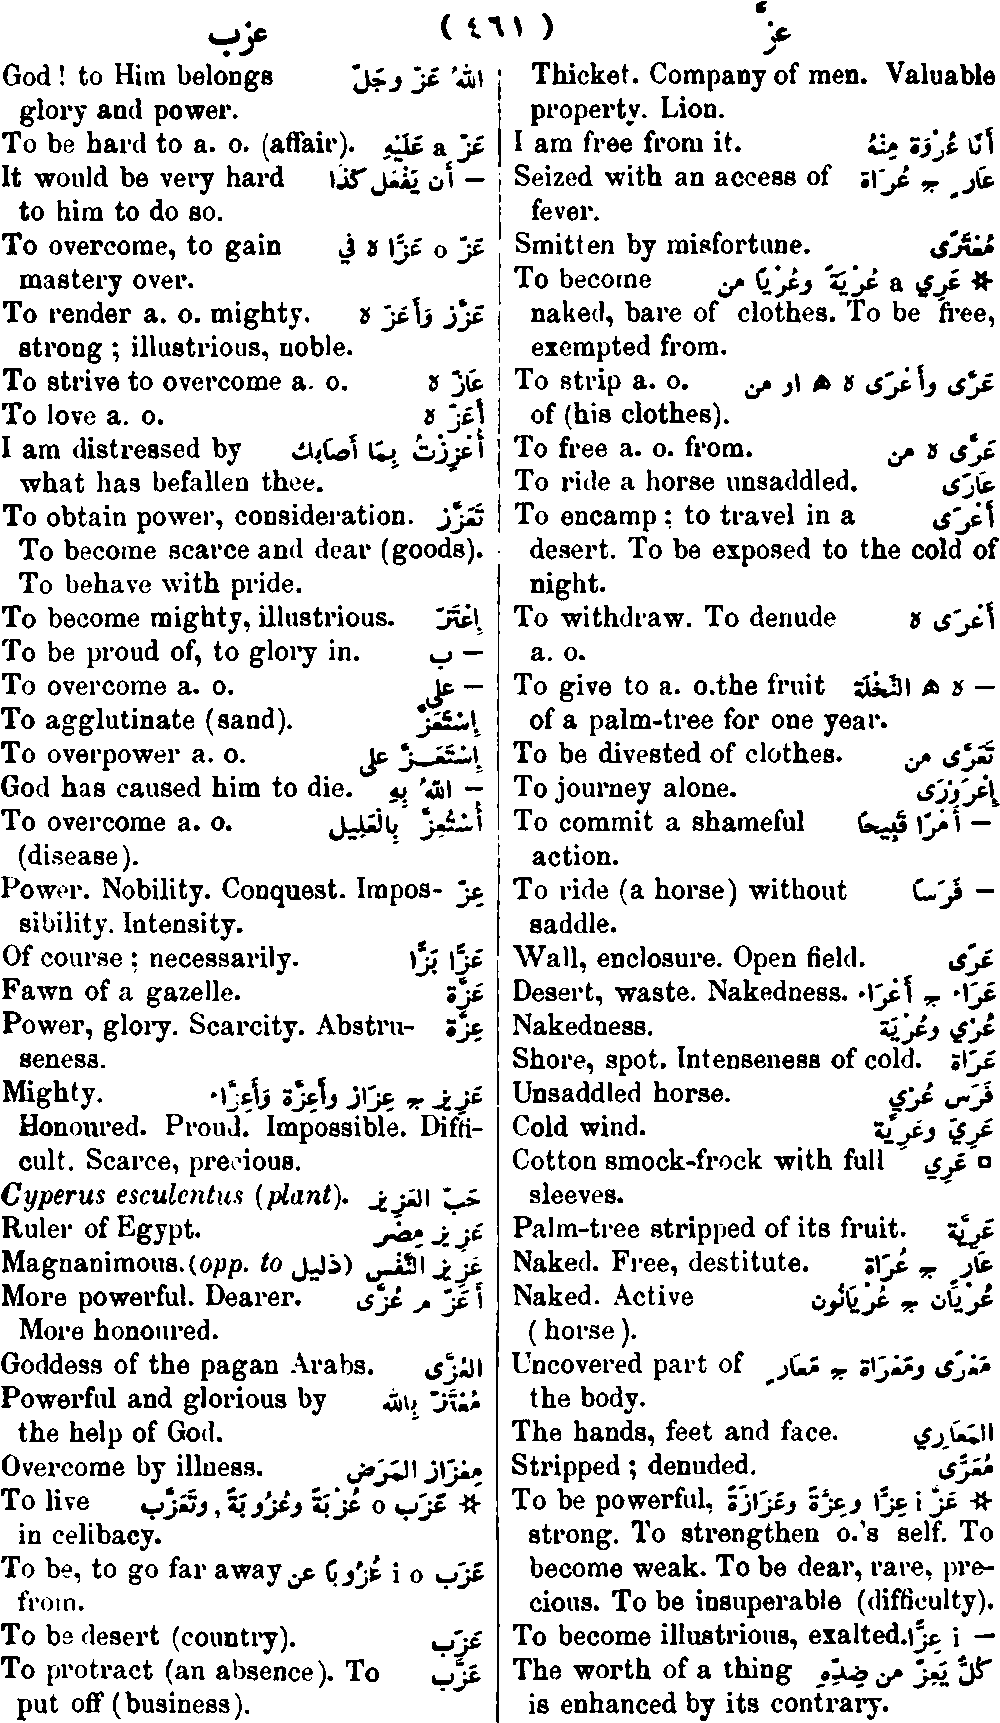 عزب (٤٦١) عزَّ
Thicket. Company of men. Valuable
property. Lion.
I am free from it. أَنَا عُرْوَة مِنْهُ
Seized with an access of عَارٍ ج عُرَاة
fever.
Smitten by misfortune. مُعْتَرًى
To become عَرِيَ a عُرْيَةً وعُرْيًا من *
naked, bare of clothes. To be free,
exempted from.
To strip a. o. عَرَّى وأَعْرَى ه ه ار من
of (his clothes).
To free a. o. from. عَرَّى ه من
To ride a horse unsaddled. عَارَى
To encamp; to travel in a أَعْرَى
desert. To be exposed to the cold of
night.
To withdraw. To denude أَعْرَى ه
a. o.
To give to a. o. the fruit ه ه النَّخْلَة —
of a palm-tree for one year.
To be divested of clothes. تَعَرَّى من
To journey alone. إِعْرَوْرَى
To commit a shameful أَمْرًا قَبِيحًا —
action.
To ride (a horse) without فَرَسًا —
saddle.
Wall, enclosure. Open field. عَرًى
Desert, waste. Nakedness. عَرَاء ج أَعْرَاء
Nakedness. عُرْي وعُرْيَة
Shore, spot. Intenseness of cold. عَرَاة
Unsaddled horse. فَرَس عُرْي
Cold wind. عَرِيّ وعَرِيَّة
Cotton smock-frock with full عَرِي ▫
sleeves.
Palm-tree stripped of its fruit. عَرِيَّة
Naked. Free, destitute. عَارٍ ج عُرَاة
Naked. Active عُرْيَان ج عُرْيَانُون
(horse).
Uncovered part of مَعْرًى ومَعْرَاة ج مَعَارٍ
the body.
The hands, feet and face. المَعَارِي
Stripped; denuded. مُعَرًّى
To be powerful, عَزَّ i عِزًّا وعِزَّةً وعَزَازَةً *
strong. To strengthen o.'s self. To
become weak. To be dear, rare, pre-
cious. To be insuperable (difficulty).
To become illustrious, exalted. i عِزًّا —
The worth of a thing كُلٌّ يَعِزّ من ضِدِّهِ
is enhanced by its contrary.
God! to Him belongs اللهُ عَزَّ وجَلَّ
glory and power.
To be hard to a. o. (affair). عَزَّ a عَلَيْهِ
It would be very hard أَن يَفْعَل كَذَا —
to him to do so.
To overcome, to gain عَزَّ o عَزًّا ه في
mastery over.
To render a. o. mighty. عَزَّز وَأَعَزَّ ه
strong; illustrious, noble.
To strive to overcome a. o. عَازَّ ه
To love a. o. أَعَزَّ ه
I am distressed by أُعْزِزْتُ بِمَا أَصَابَك
what has befallen thee.
To obtain power, consideration. تَعَزَّز
To become scarce and dear (goods).
To behave with pride.
To become mighty, illustrious. إِعْتَزَّ
To be proud of, to glory in. ب —
To overcome a. o. على —
To agglutinate (sand). إِسْتَعَزَّ
To overpower a. o. إِسْتَعَزَّ على
God has caused him to die. اللهُ بِهِ —
To overcome a. o. أُسْتُعِزَّ بِالْعَلِيل
(disease).
Power. Nobility. Conquest. Impos- عِزّ
sibility. Intensity.
Of course; necessarily. عَزًّا بَزًّا
Fawn of a gazelle. عَزَّة
Power, glory. Scarcity. Abstru- عِزَّة
seness.
Mighty. عَزِيز ج عِزَاز وأَعِزَّة وَأَعِزَّاء
Honoured. Proud. Impossible. Diffi-
cult. Scarce, precious.
Cyperus esculentus (plant). حَبّ العَزِيز
Ruler of Egypt. عَزِيز مِصْر
Magnanimous. (opp. to ذليل) عَزِيز النَّفْس
More powerful. Dearer. أَعَزّ م عُزَّى
More honoured.
Goddess of the pagan Arabs. العُزَّى
Powerful and glorious by مُعْتَزّ بِالله
the help of God.
Overcome by illness. مِعْزَاز المَرَض
To live عَزَب o عُزْبَةً وعُزُوبَةً, وتَعَزَّب *
in celibacy.
To be, to go far away عَزَب i o عُزُوبًا عن
from.
To be desert (country). عَزَب
To protract (an absence). To عَزَّب
put off (business).